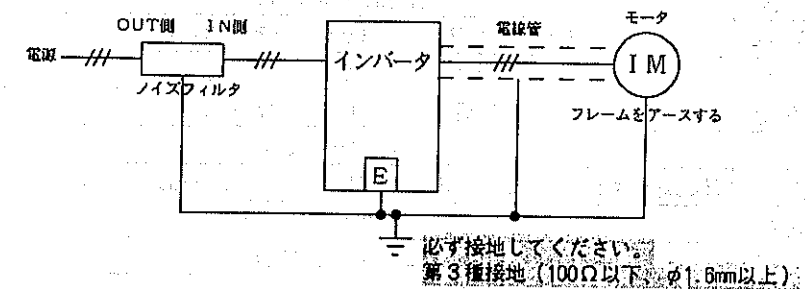 OUT側 IN側
電源
ノイズフィルタ
インバータ
E
電線管
モータ
IM
フレームをアースする
必ず接地してください。
第3種接地(100Ω以下、φ1.6mm以上)